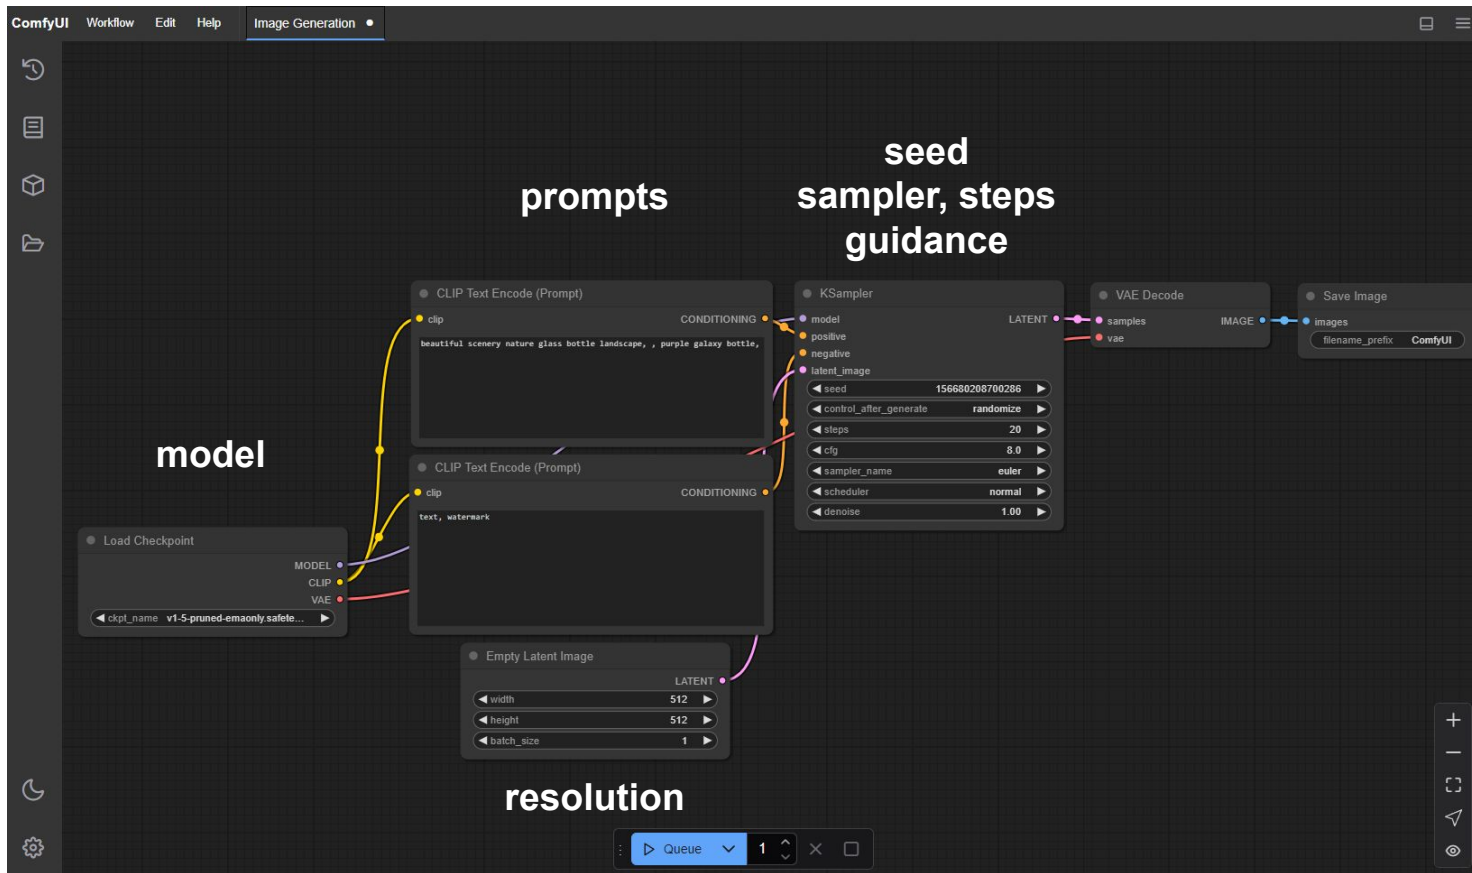 ComfyUI Workflow Edit Help Image Generation
seed
sampler, steps
guidance
prompts
model
CLIP Text Encode (Prompt)
clip CONDITIONING
beautiful scenery nature glass bottle landscape, , purple galaxy bottle,
CLIP Text Encode (Prompt)
clip CONDITIONING
text, watermark
KSampler
model LATENT
positive
negative
latent_image
seed 156680208700286
control_after_generate randomize
steps 20
cfg 8.0
sampler_name euler
scheduler normal
denoise 1.00
VAE Decode
samples IMAGE
vae
Save Image
images
filename_prefix ComfyUI
Load Checkpoint
MODEL
CLIP
VAE
ckpt_name v1-5-pruned-emaonly.safete...
Empty Latent Image
LATENT
width 512
height 512
batch_size 1
resolution
Queue 1